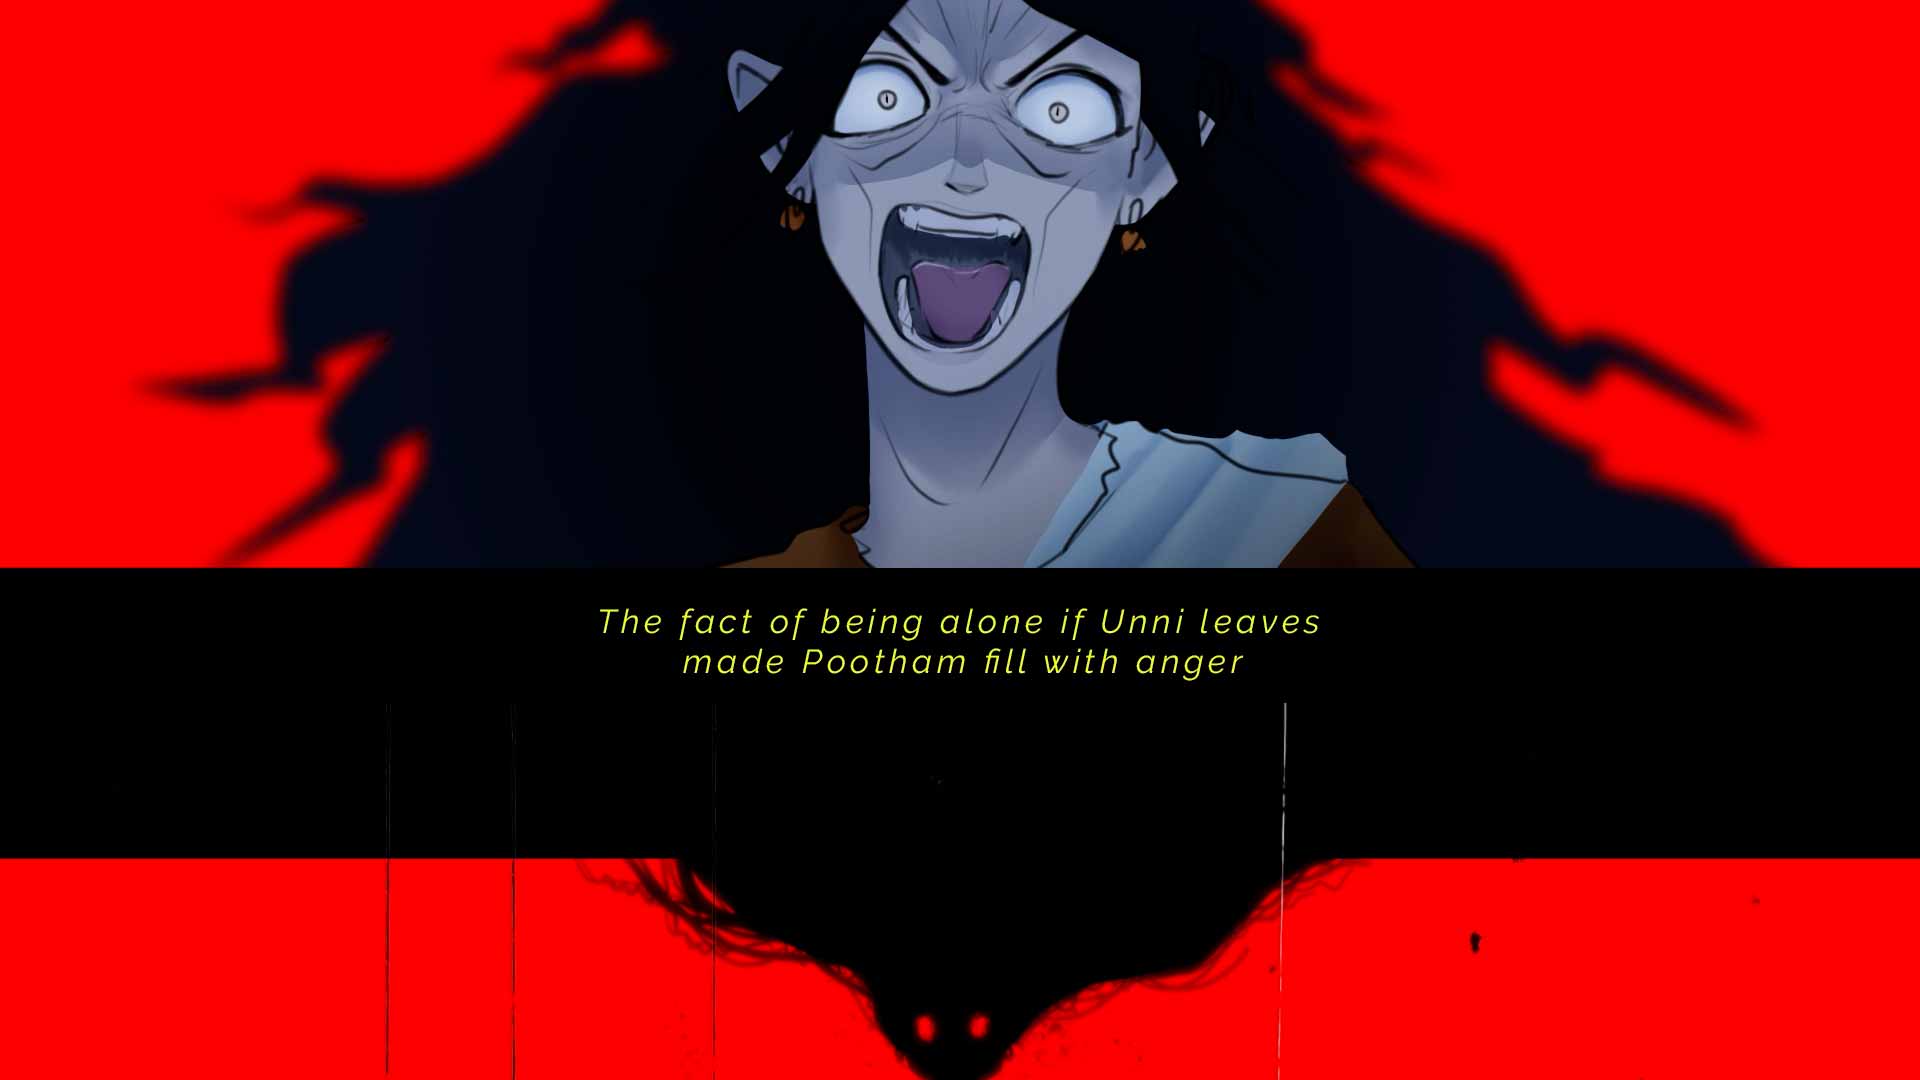 The fact of being alone if Unni leaves
made Pootham fill with anger